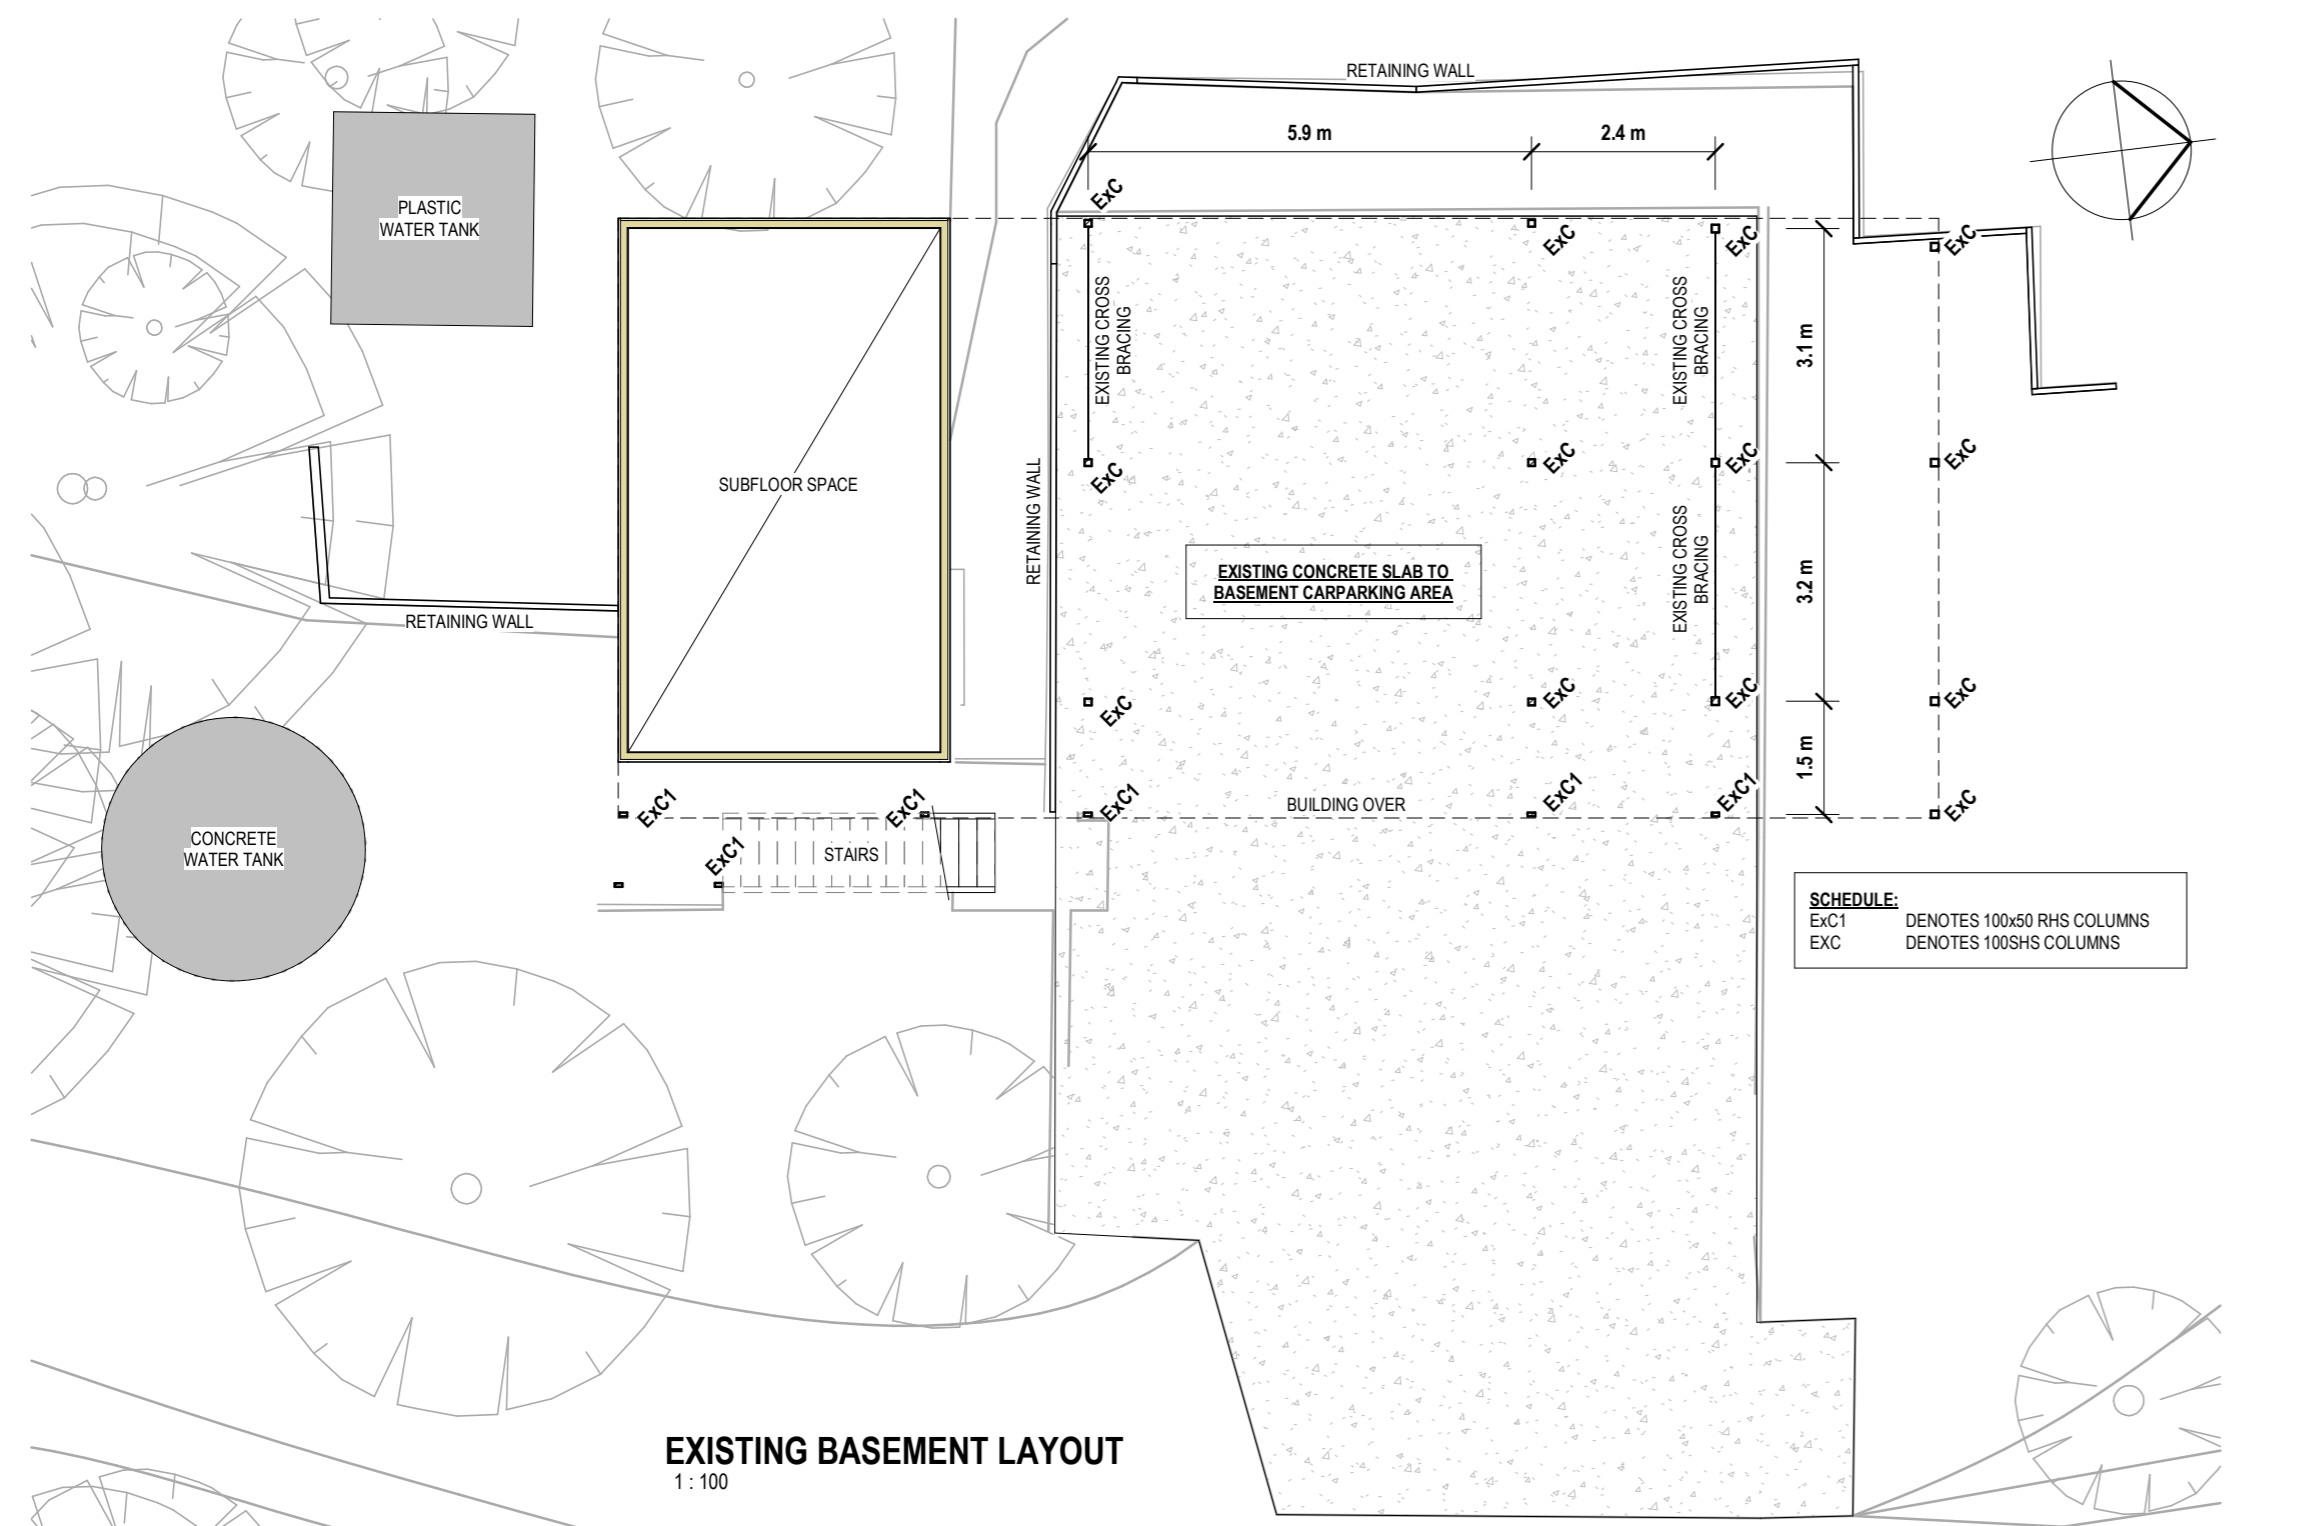 RETAINING WALL
5.9 m
2.4 m
PLASTIC
WATER TANK
ExC
ExC
ExC
ExC
EXISTING CROSS
BRACING
EXISTING CROSS
BRACING
3.1 m
ExC
ExC
ExC
ExC
SUBFLOOR SPACE
RETAINING WALL
EXISTING CROSS
BRACING
3.2 m
EXISTING CONCRETE SLAB TO
BASEMENT CARPARKING AREA
RETAINING WALL
ExC
ExC
ExC
ExC
1.5 m
ExC1
ExC1
ExC1
BUILDING OVER
ExC1
ExC1
ExC
CONCRETE
WATER TANK
ExC1
STAIRS
SCHEDULE:
ExC1 DENOTES 100x50 RHS COLUMNS
EXC DENOTES 100SHS COLUMNS
EXISTING BASEMENT LAYOUT
1 : 100